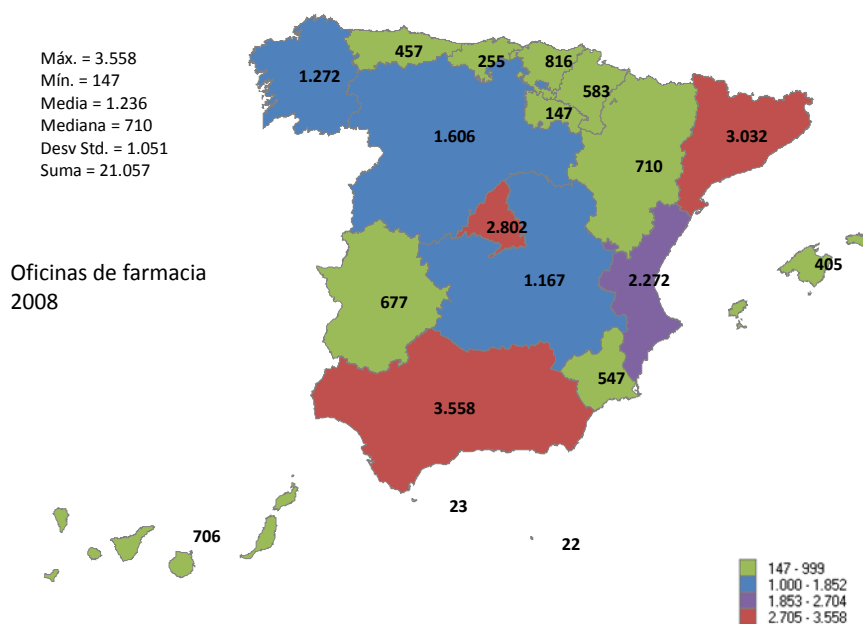 Máx. = 3.558
Mín. = 147
Media = 1.236
Mediana = 710
Desv Std. = 1.051
Suma = 21.057
Oficinas de farmacia
2008
457
255
816
1.272
583
147
1.606
3.032
710
2.802
405
1.167
2.272
677
547
3.558
23
706
22
147 - 999
1.000 - 1.852
1.853 - 2.704
2.705 - 3.558